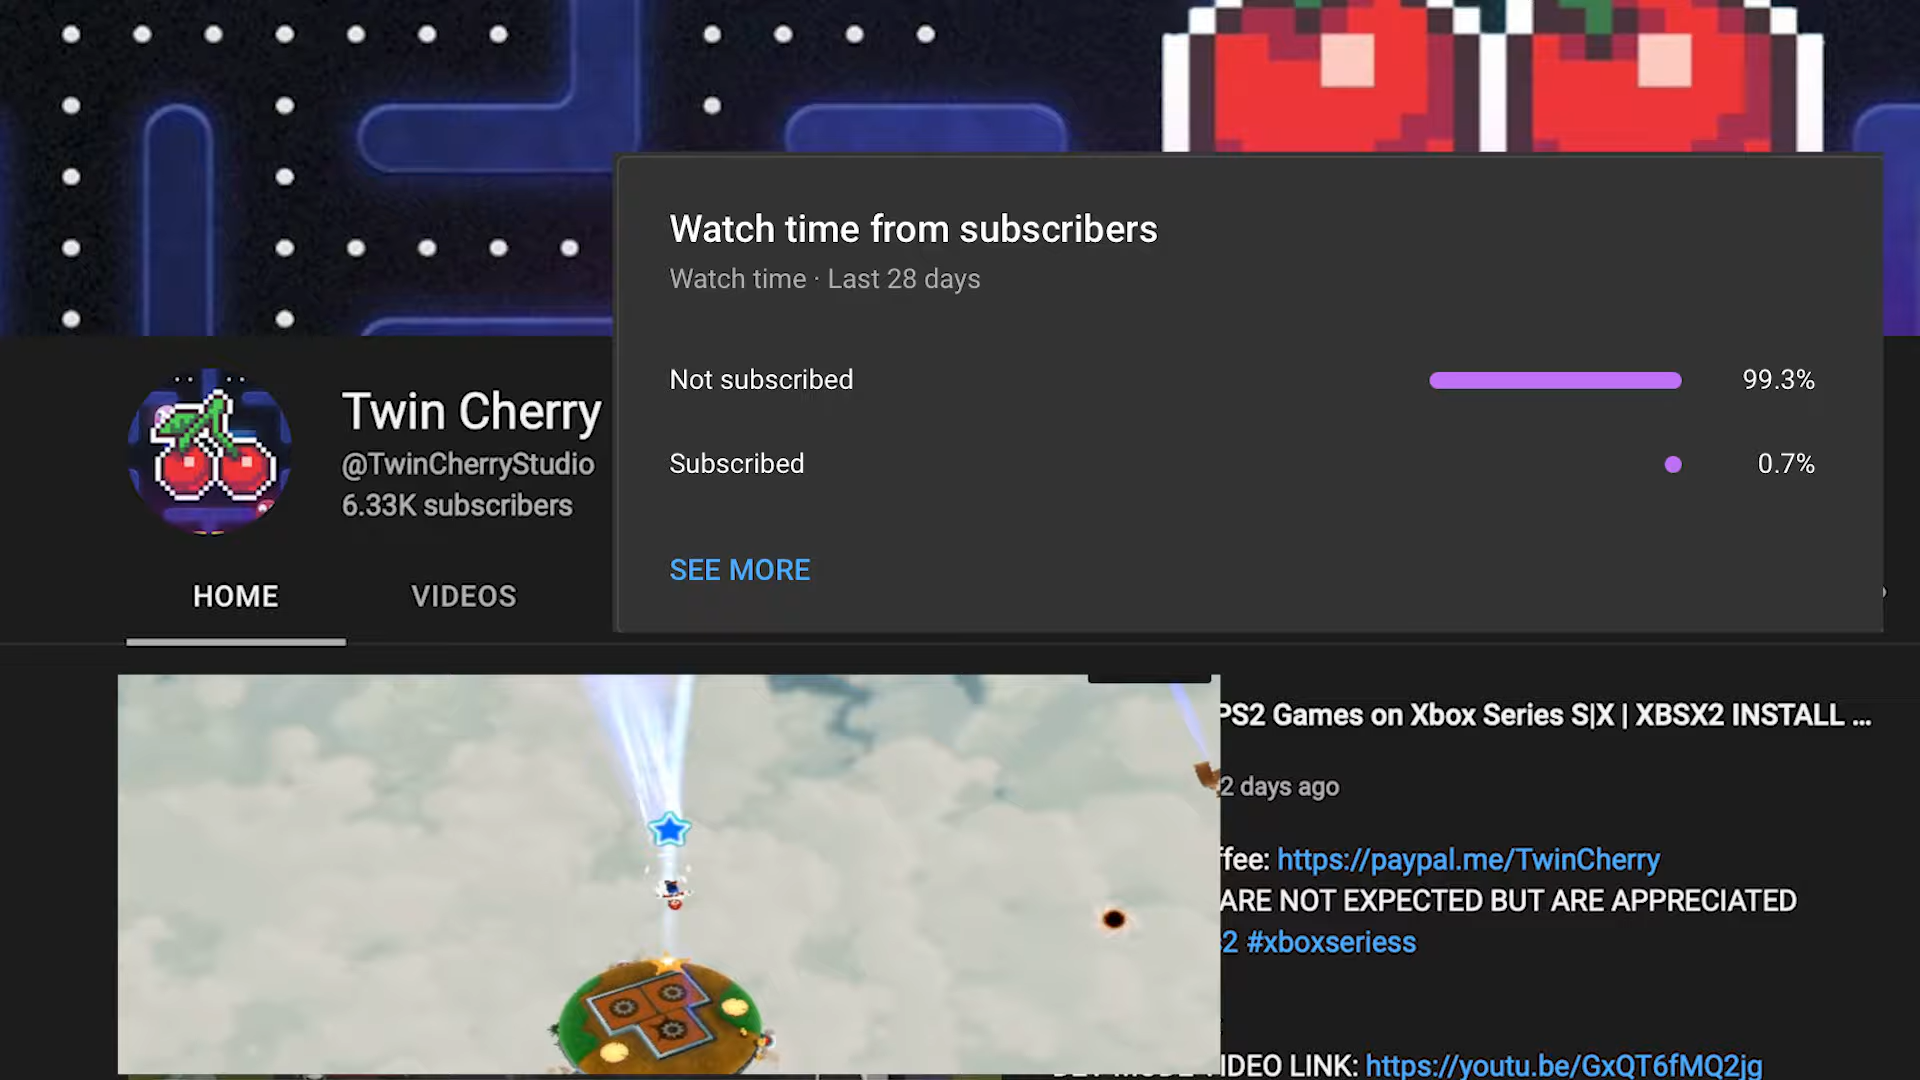 Watch time from subscribers
Watch time · Last 28 days
Not subscribed 99.3%
Subscribed 0.7%
SEE MORE
Twin Cherry
@TwinCherryStudio
6.33K subscribers
HOME VIDEOS
PS2 Games on Xbox Series S|X | XBSX2 INSTALL ...
2 days ago
ffee: https://paypal.me/TwinCherry
ARE NOT EXPECTED BUT ARE APPRECIATED
2 #xboxseriess
IDEO LINK: https://youtu.be/GxQT6fMQ2jg